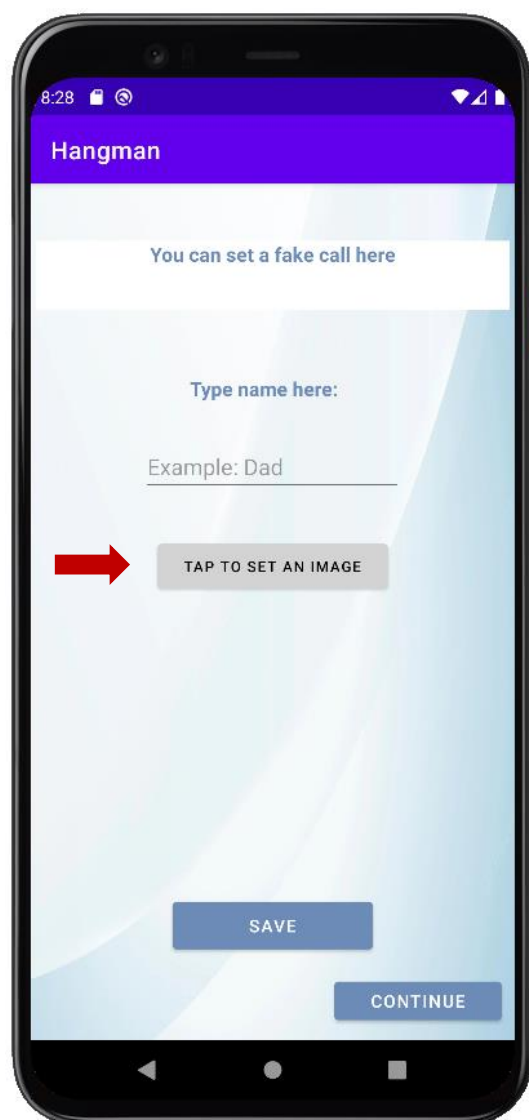 8:28
Hangman
You can set a fake call here
Type name here:
Example: Dad
TAP TO SET AN IMAGE
SAVE
CONTINUE